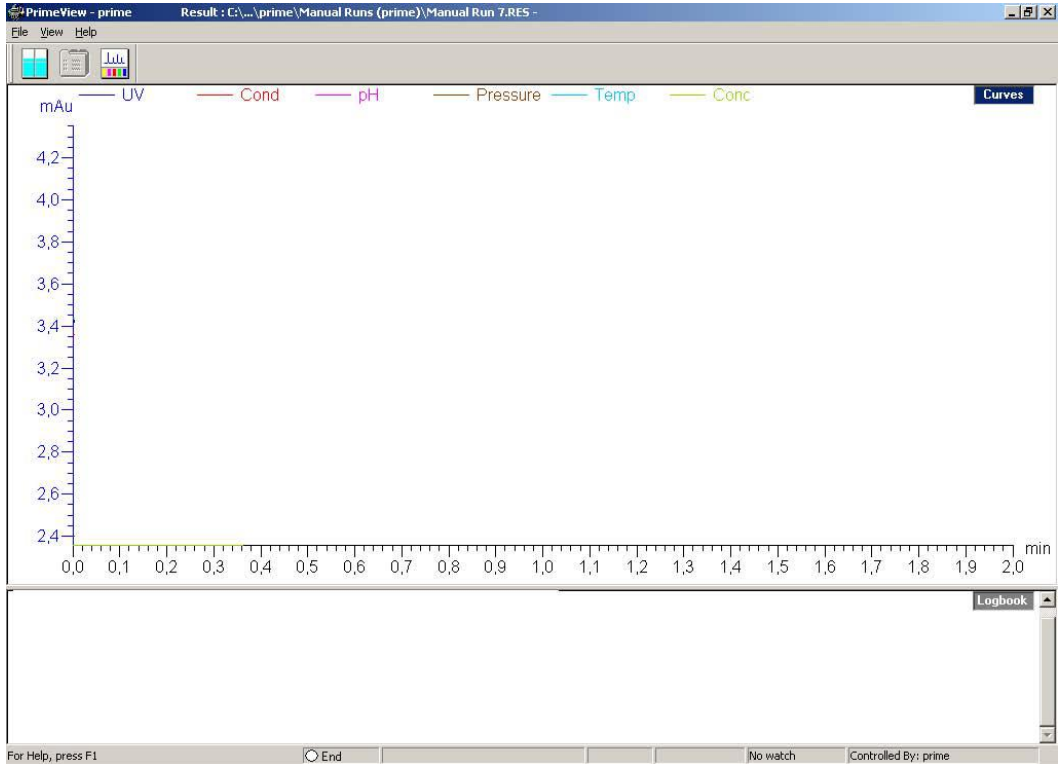 PrimeView - prime Result : C:\...\prime\Manual Runs (prime)\Manual Run 7.RES -
File View Help
UV Cond pH Pressure Temp Conc Curves
mAu
4,2
4,0
3,8
3,6
3,4
3,2
3,0
2,8
2,6
2,4
min
0,0 0,1 0,2 0,3 0,4 0,5 0,6 0,7 0,8 0,9 1,0 1,1 1,2 1,3 1,4 1,5 1,6 1,7 1,8 1,9 2,0
Logbook
For Help, press F1 End No watch Controlled By: prime